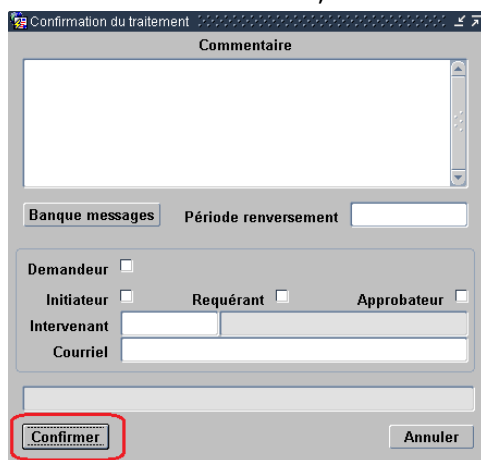 Confirmation du traitement
Commentaire
Banque messages Période renversement
Demandeur
Initiateur Requérant Approbateur
Intervenant
Courriel
Confirmer Annuler